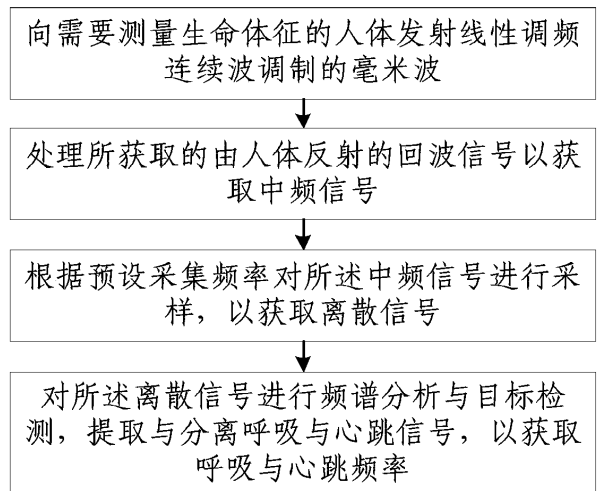 向需要测量生命体征的人体发射线性调频
连续波调制的毫米波
处理所获取的由人体反射的回波信号以获
取中频信号
根据预设采集频率对所述中频信号进行采
样，以获取离散信号
对所述离散信号进行频谱分析与目标检
测，提取与分离呼吸与心跳信号，以获取
呼吸与心跳频率